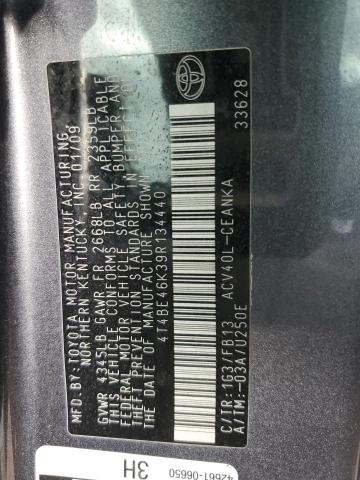 MFD. BY: TOYOTA MOTOR MANUFACTURING,
NORTHERN KENTUCKY, INC. 01/09
GVWR 4345LB GAWR FR 2668LB RR 2359LB
THIS VEHICLE CONFORMS TO ALL APPLICABLE
FEDERAL MOTOR VEHICLE SAFETY, BUMPER, AND
THEFT PREVENTION STANDARDS IN EFFECT ON
THE DATE OF MANUFACTURE SHOWN ABOVE.
4T4BE46K39R134440
C/TR: 1G3/FB13 ACV40L-CEANKA
A/TM: -03A/U250E 33628
42661-06650
3H